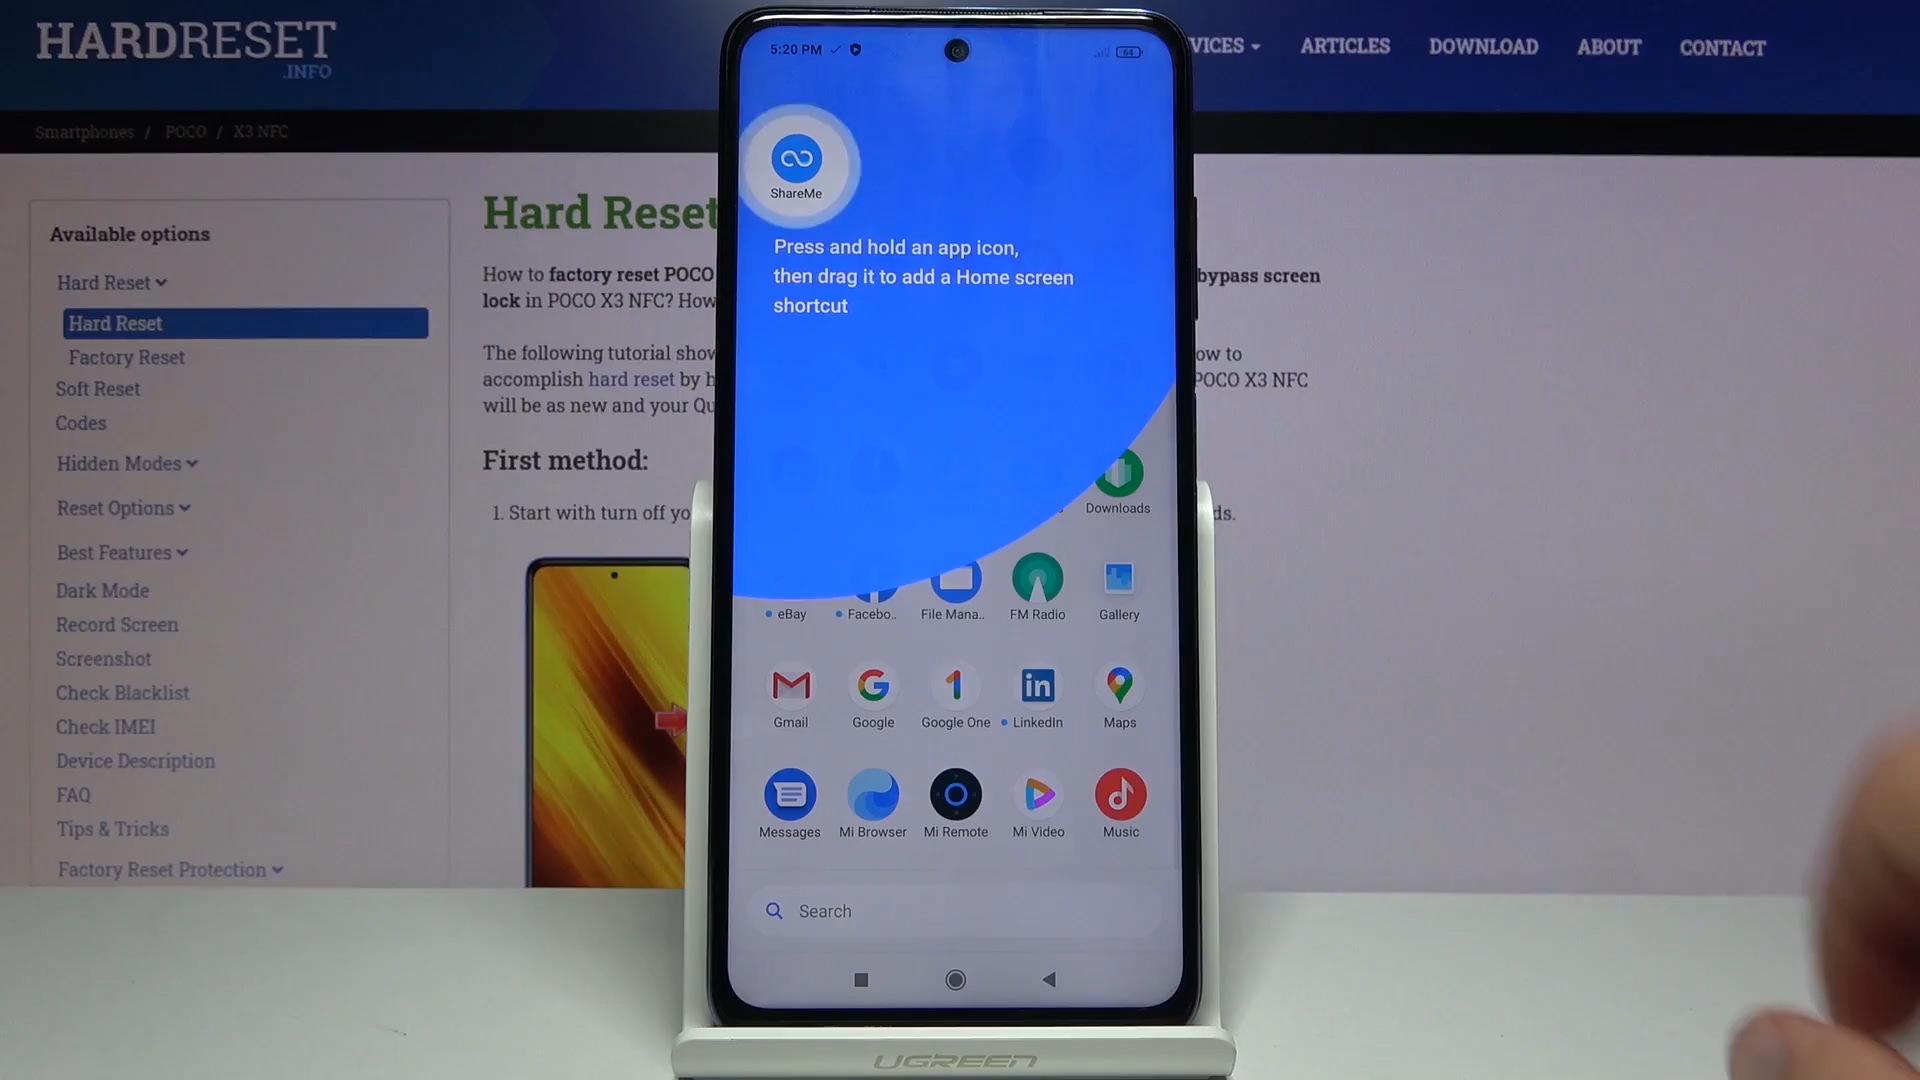 HARDRESET
.INFO
VICES
ARTICLES
DOWNLOAD
ABOUT
CONTACT
Smartphones / POCO / X3 NFC
Available options
Hard Reset
Hard Reset
Factory Reset
Soft Reset
Codes
Hidden Modes
Reset Options
Best Features
Dark Mode
Record Screen
Screenshot
Check Blacklist
Check IMEI
Device Description
FAQ
Tips & Tricks
Factory Reset Protection
Hard Reset
How to factory reset POCO
bypass screen
lock in POCO X3 NFC? How
The following tutorial show
ow to
accomplish hard reset by h
POCO X3 NFC
will be as new and your Qu
First method:
1. Start with turn off yo
ds.
5:20 PM
64
ShareMe
Press and hold an app icon,
then drag it to add a Home screen
shortcut
Downloads
eBay
Facebo..
File Mana..
FM Radio
Gallery
Gmail
Google
Google One
LinkedIn
Maps
Messages
Mi Browser
Mi Remote
Mi Video
Music
Search
UGREEN